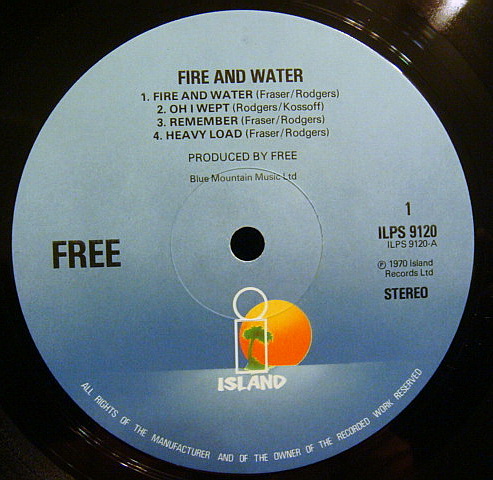 FIRE AND WATER
1. FIRE AND WATER (Fraser/Rodgers)
2. OH I WEPT (Rodgers/Kossoff)
3. REMEMBER (Fraser/Rodgers)
4. HEAVY LOAD (Fraser/Rodgers)
PRODUCED BY FREE
Blue Mountain Music Ltd
FREE
1
ILPS 9120
ILPS 9120-A
℗ 1970 Island
Records Ltd
STEREO
ISLAND
ALL RIGHTS OF THE MANUFACTURER AND OF THE OWNER OF THE RECORDED WORK RESERVED